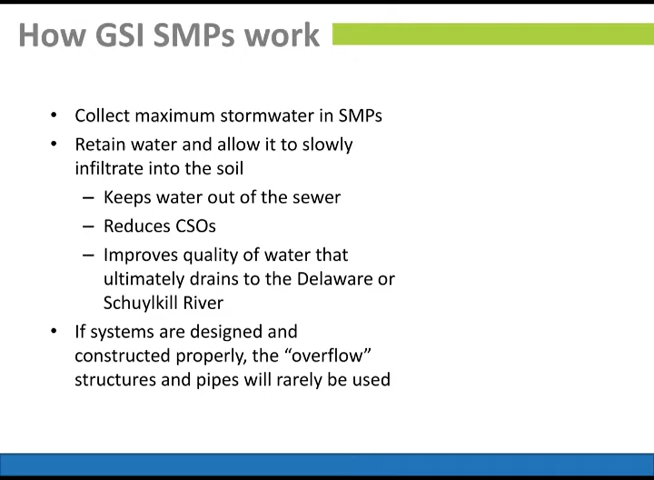 How GSI SMPs work
• Collect maximum stormwater in SMPs
• Retain water and allow it to slowly
infiltrate into the soil
– Keeps water out of the sewer
– Reduces CSOs
– Improves quality of water that
ultimately drains to the Delaware or
Schuylkill River
• If systems are designed and
constructed properly, the “overflow”
structures and pipes will rarely be used